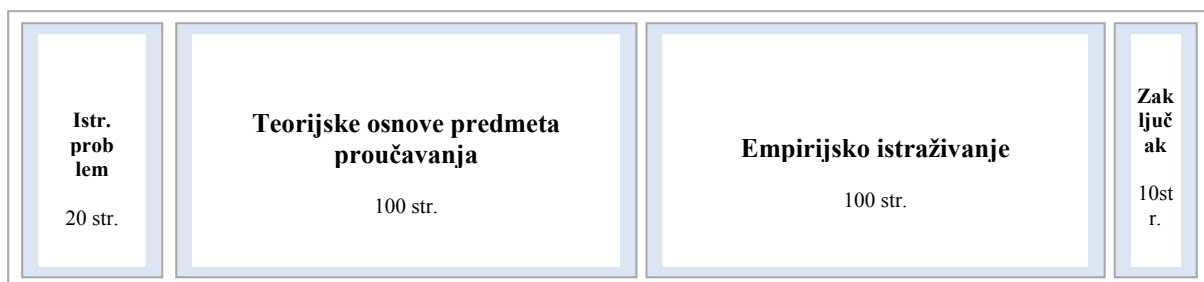 Istr.
prob
lem
20 str.
Teorijske osnove predmeta
proučavanja
100 str.
Empirijsko istraživanje
100 str.
Zak
ljuč
ak
10st
r.